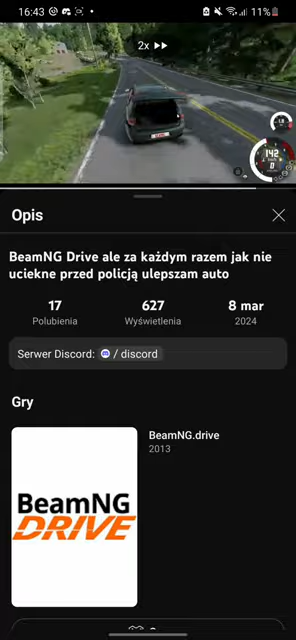 16:43
11%
2x
142
Opis
BeamNG Drive ale za każdym razem jak nie
uciekne przed policją ulepszam auto
17
Polubienia
627
Wyświetlenia
8 mar
2024
Serwer Discord: / discord
Gry
BeamNG
DRIVE
BeamNG.drive
2013